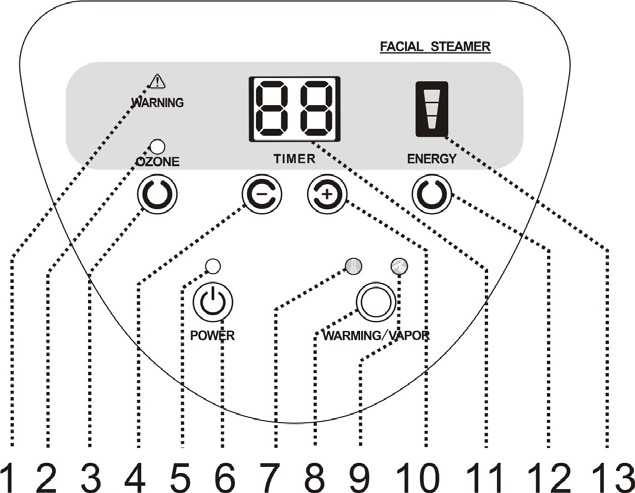 FACIAL STEAMER
WARNING
88
OZONE
TIMER
ENERGY
− +
POWER
WARMING/VAPOR
1 2 3 4 5 6 7 8 9 10 11 12 13